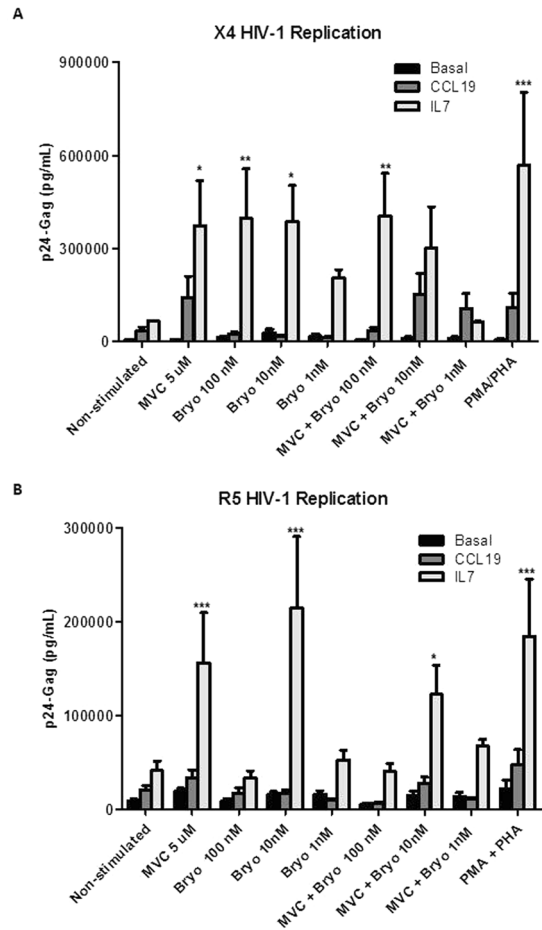 A
X4 HIV-1 Replication
900000
600000
300000
0
p24-Gag (pg/mL)
Basal
CCL19
IL7
*
**
*
**
***
Non-stimulated
MVC 5 uM
Bryo 100 nM
Bryo 10nM
Bryo 1nM
MVC + Bryo 100 nM
MVC + Bryo 10nM
MVC + Bryo 1nM
PMA/PHA
B
R5 HIV-1 Replication
300000
200000
100000
0
p24-Gag (pg/mL)
Basal
CCL19
IL7
***
***
*
***
Non-stimulated
MVC 5 uM
Bryo 100 nM
Bryo 10nM
Bryo 1nM
MVC + Bryo 100 nM
MVC + Bryo 10nM
MVC + Bryo 1nM
PMA + PHA